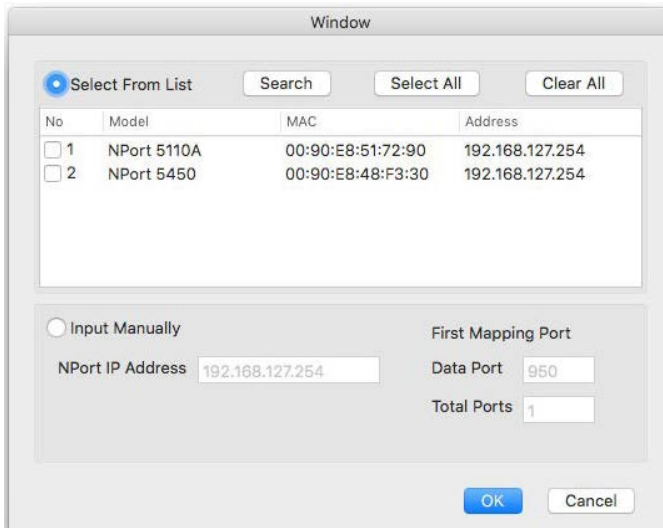 Window
Select From List Search Select All Clear All
No Model MAC Address
1 NPort 5110A 00:90:E8:51:72:90 192.168.127.254
2 NPort 5450 00:90:E8:48:F3:30 192.168.127.254
Input Manually
First Mapping Port
NPort IP Address 192.168.127.254 Data Port 950
Total Ports 1
OK Cancel